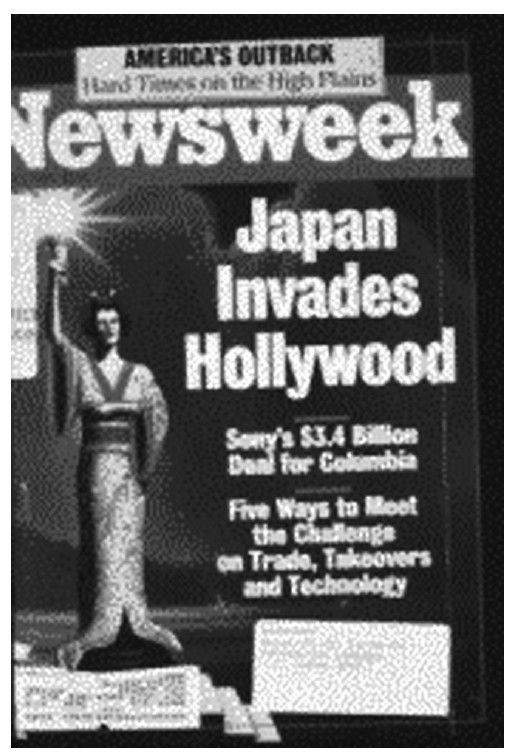 AMERICA'S OUTBACK
Hard Times on the High Plains
Newsweek
Japan
Invades
Hollywood
Sony's $3.4 Billion
Deal for Columbia
Five Ways to Meet
the Challenge
on Trade, Takeovers
and Technology